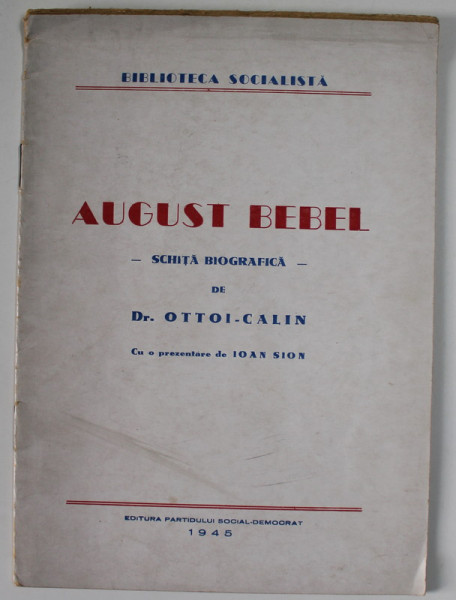 BIBLIOTECA SOCIALISTĂ
AUGUST BEBEL
— SCHIȚĂ BIOGRAFICĂ —
DE
Dr. OTTOI-CALIN
Cu o prezentare de IOAN SION
EDITURA PARTIDULUI SOCIAL-DEMOCRAT
1945